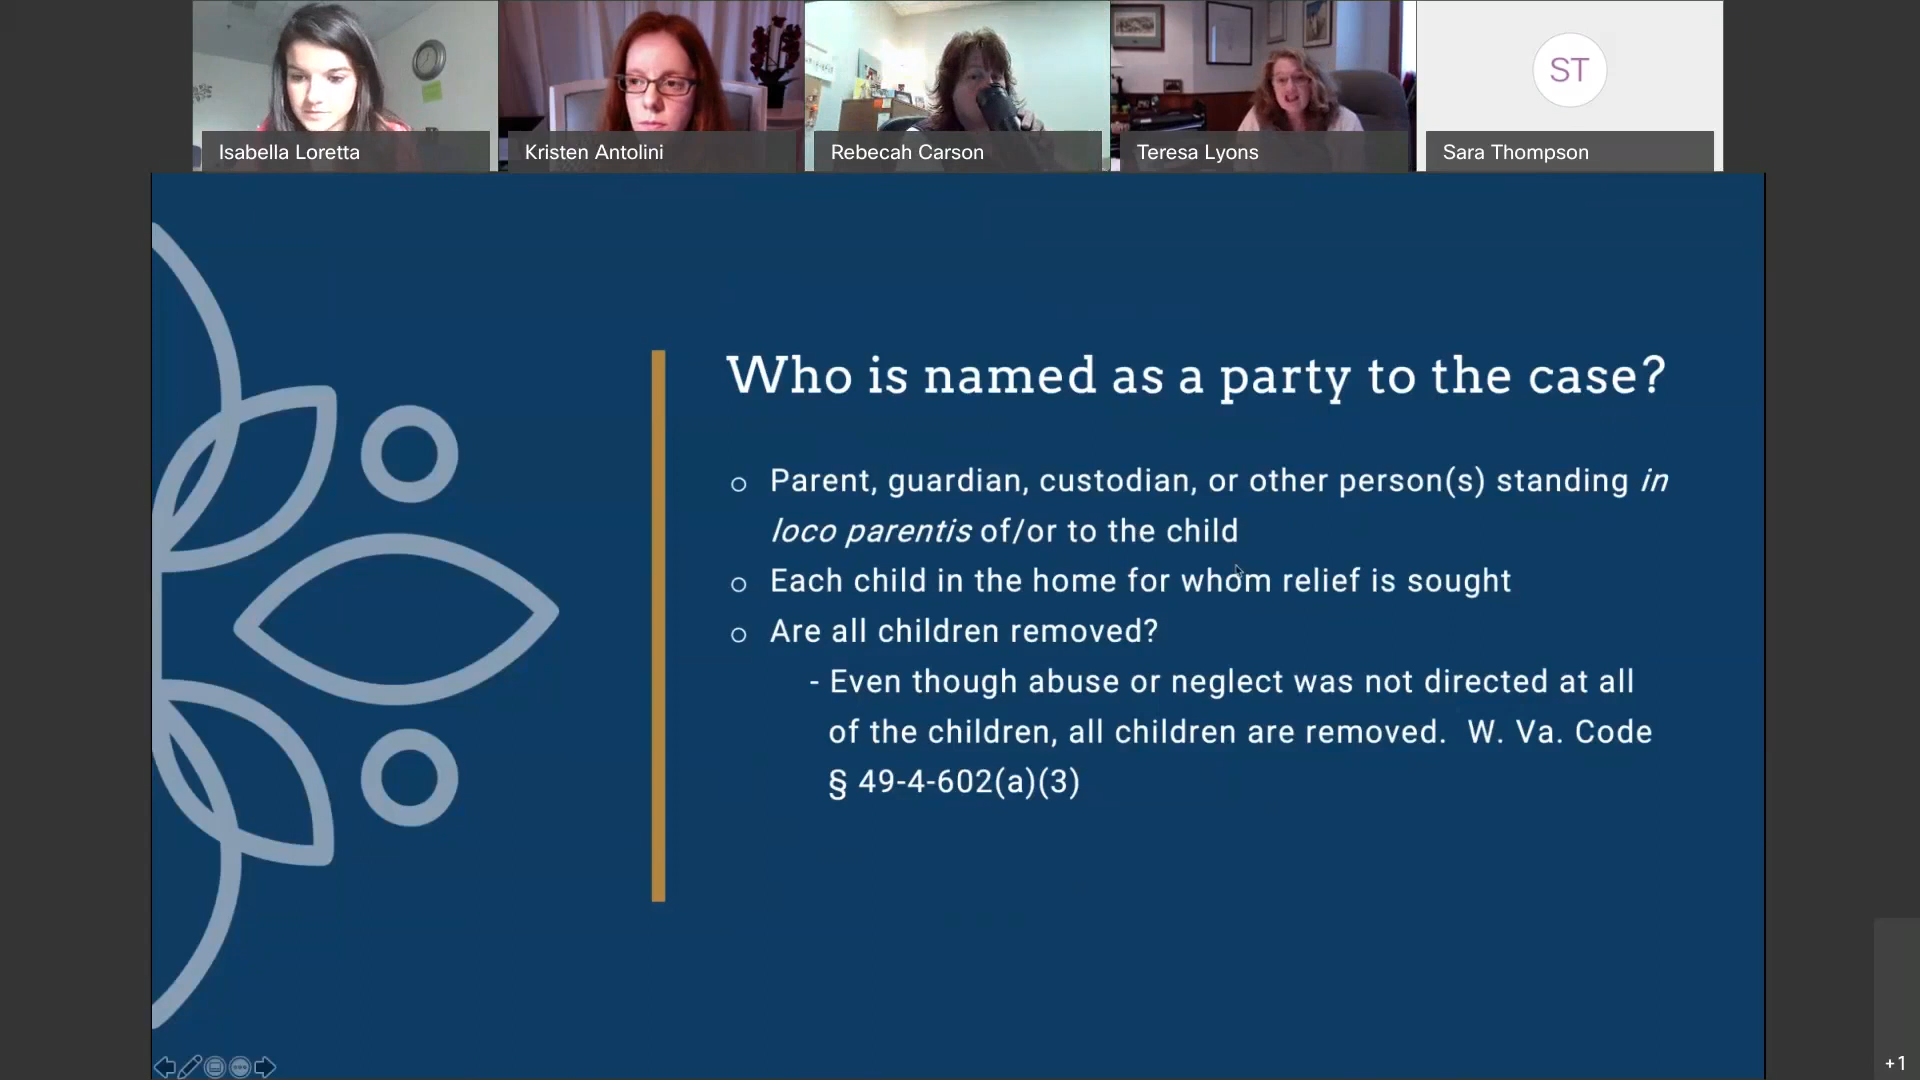 Isabella Loretta
Kristen Antolini
Rebecah Carson
Teresa Lyons
ST
Sara Thompson
Who is named as a party to the case?
Parent, guardian, custodian, or other person(s) standing in
loco parentis of/or to the child
Each child in the home for whom relief is sought
Are all children removed?
- Even though abuse or neglect was not directed at all
of the children, all children are removed. W. Va. Code
§ 49-4-602(a)(3)
+1